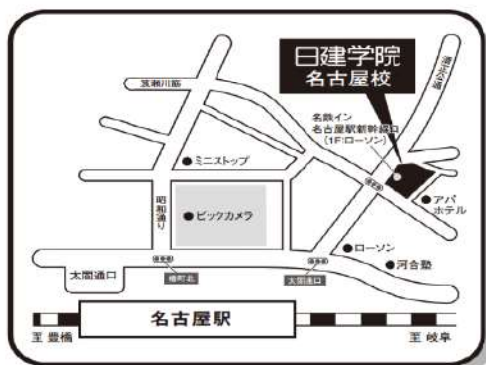 日建学院
名古屋校
清正公通
笈瀬川筋
名鉄イン
名古屋駅新幹線口
(1F:ローソン)
ミニストップ
アパ
ホテル
昭和通り
ビックカメラ
ローソン
河合塾
太閤通口
椿町北
太閤通口
名古屋駅
至 豊橋
至 岐阜